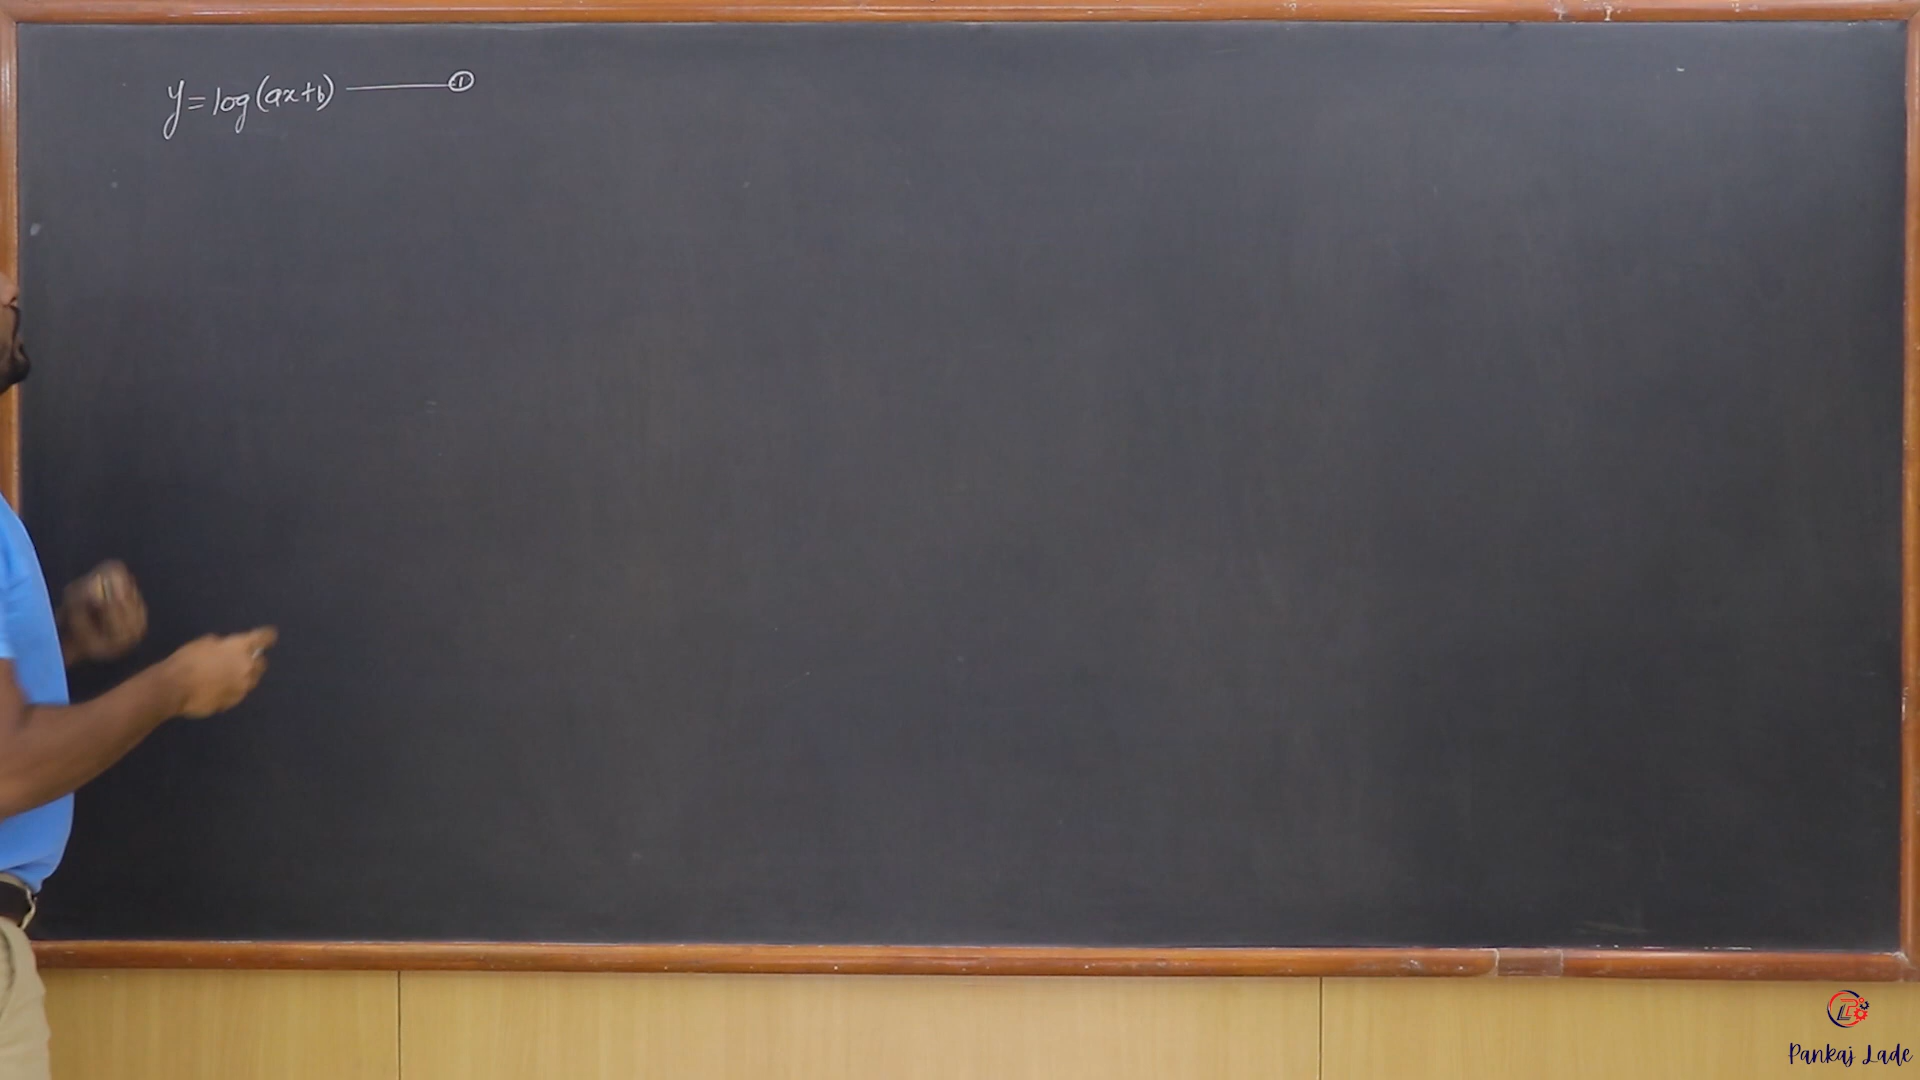 y = log(ax+b) ——— ①
Pankaj Lade